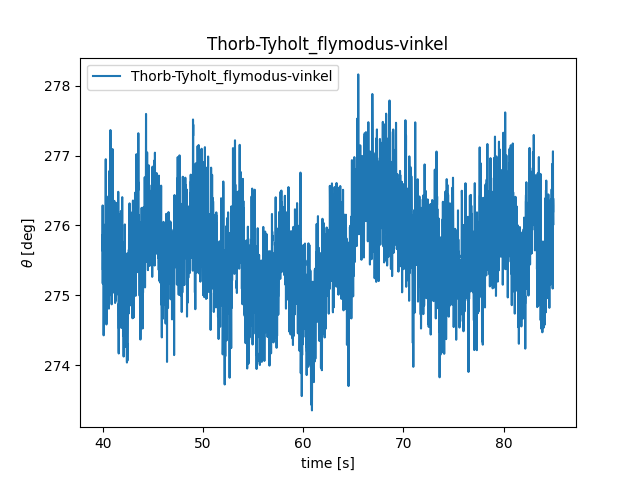 Thorb-Tyholt_flymodus-vinkel
Thorb-Tyholt_flymodus-vinkel
278
277
276
275
274
θ [deg]
40 50 60 70 80
time [s]